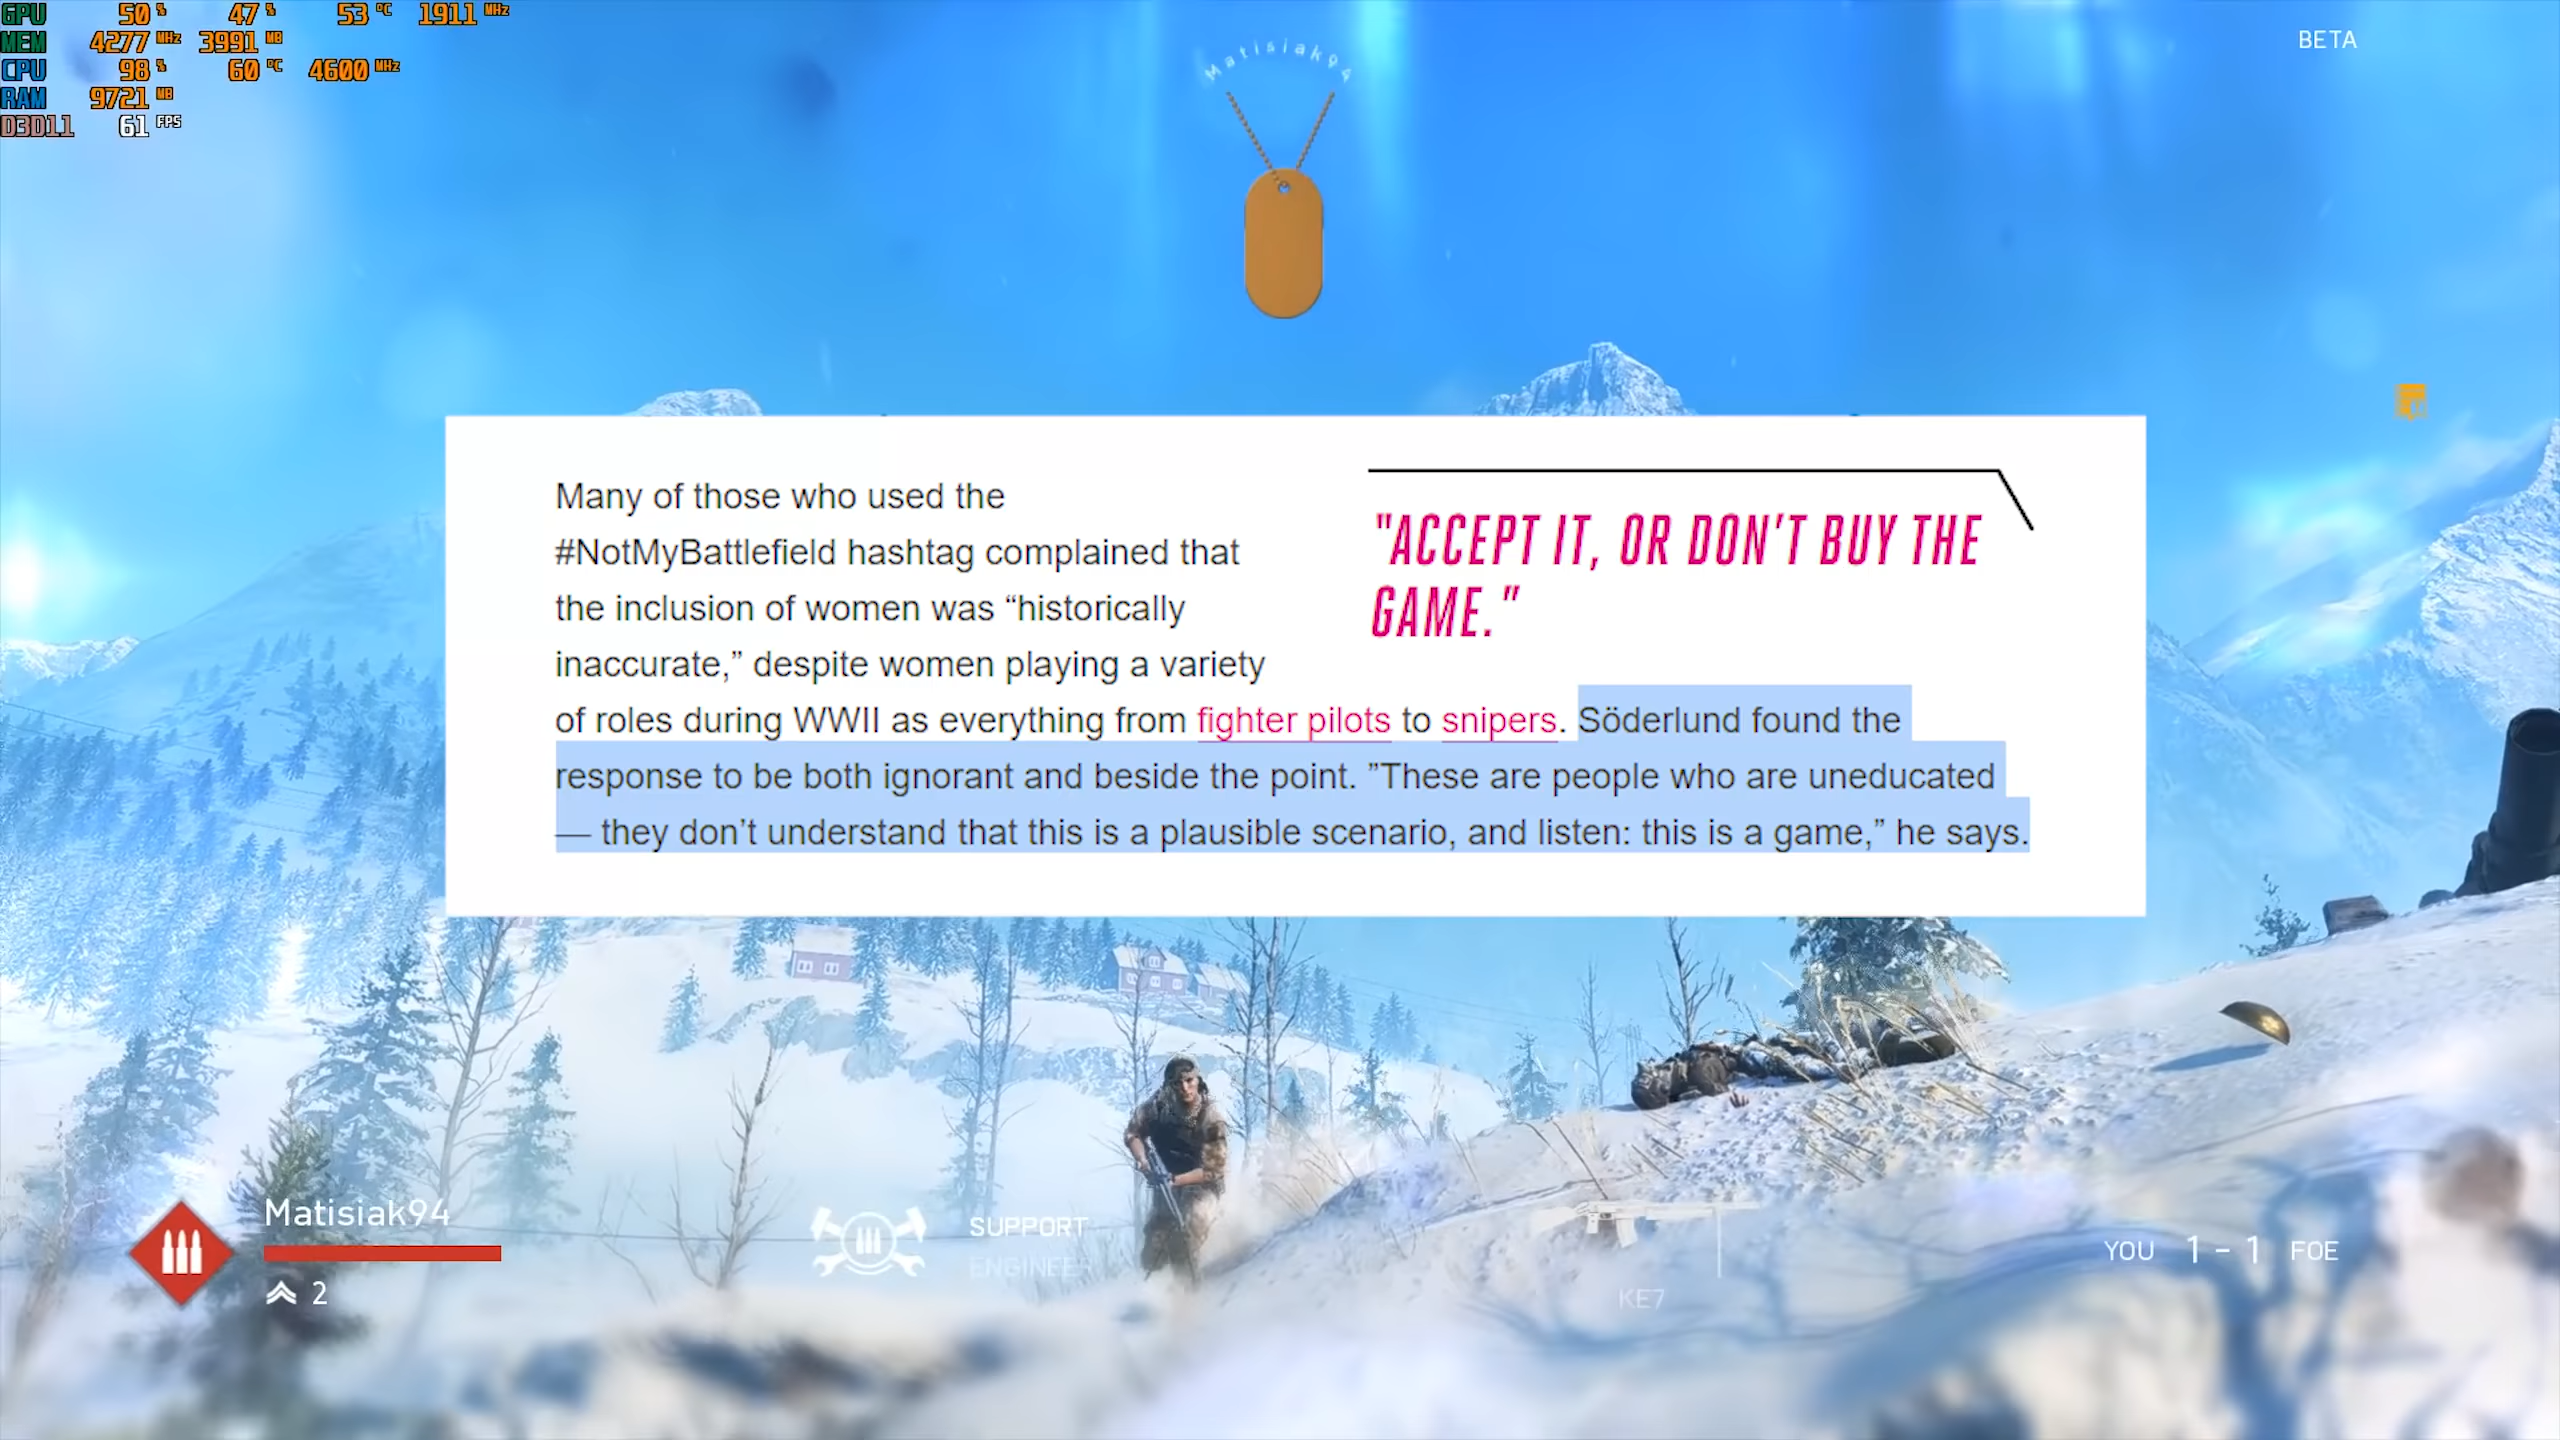 GPU 50 % 47 % 53 °C 1911 MHz
MEM 4277 MHz 3991 MB
CPU 98 % 60 °C 4600 MHz
RAM 9721 MB
D3D11 61 FPS
BETA
Matisiak94
Many of those who used the
#NotMyBattlefield hashtag complained that
the inclusion of women was “historically
inaccurate,” despite women playing a variety
of roles during WWII as everything from fighter pilots to snipers. Söderlund found the
response to be both ignorant and beside the point. ”These are people who are uneducated
— they don’t understand that this is a plausible scenario, and listen: this is a game,” he says.
"ACCEPT IT, OR DON'T BUY THE
GAME."
Matisiak94
2
SUPPORT
ENGINEER
KE7
YOU 1 - 1 FOE